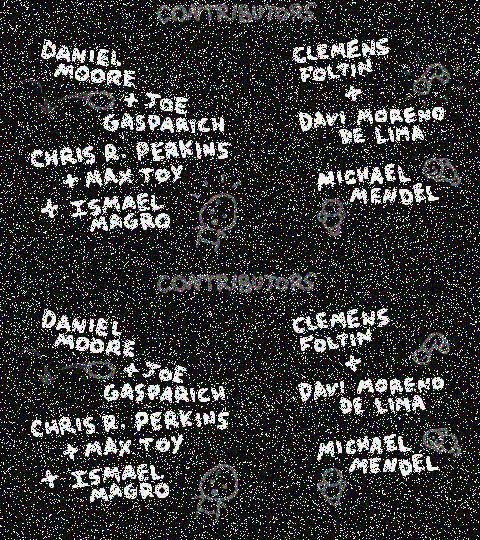 CONTRIBUTORS
DANIEL
MOORE
+ JOE
GASPARICH
CHRIS R. PERKINS
+ MAX TOY
+ ISMAEL
MAGRO
CLEMENS
FOLTIN
+
DAVI MORENO
DE LIMA
MICHAEL
MENDEL
CONTRIBUTORS
DANIEL
MOORE
+ JOE
GASPARICH
CHRIS R. PERKINS
+ MAX TOY
+ ISMAEL
MAGRO
CLEMENS
FOLTIN
+
DAVI MORENO
DE LIMA
MICHAEL
MENDEL